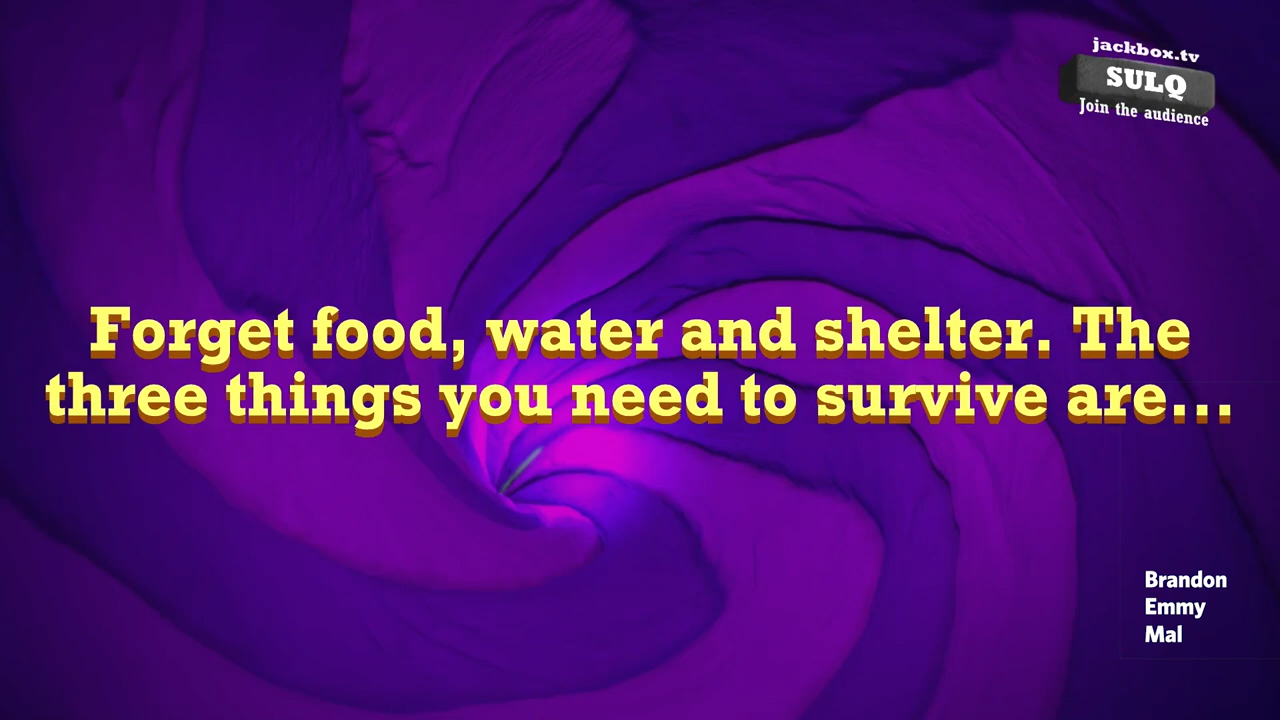 jackbox.tv
SULQ
Join the audience
Forget food, water and shelter. The
three things you need to survive are...
Brandon
Emmy
Mal